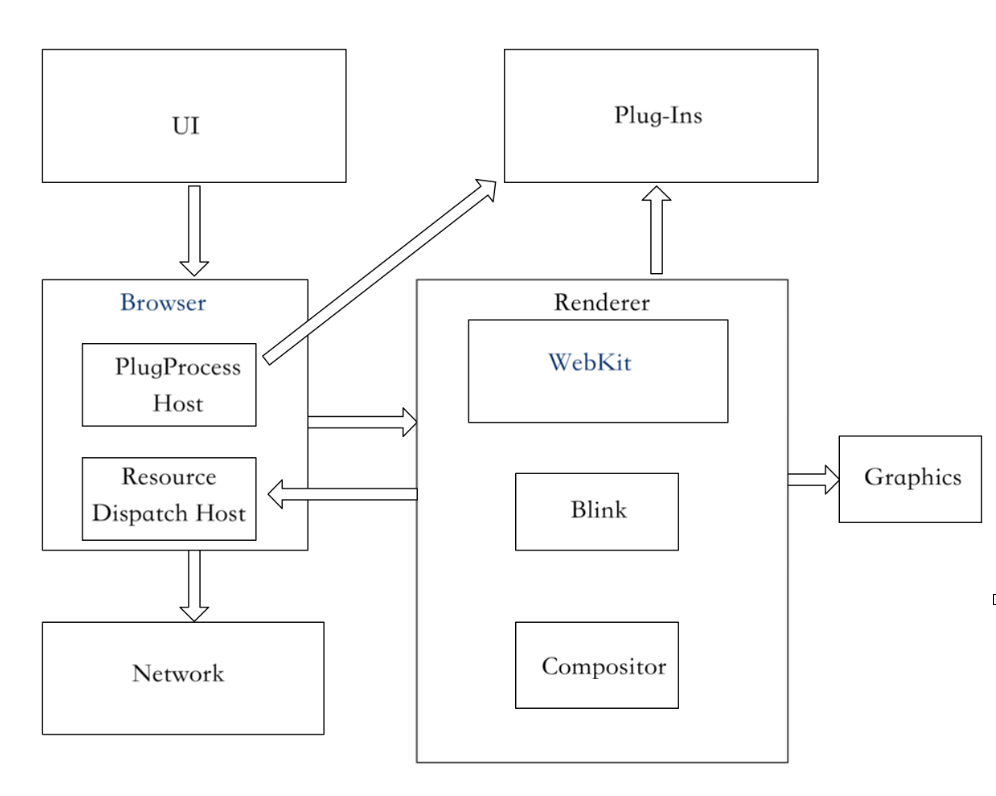 UI
Plug-Ins
Browser
PlugProcess
Host
Resource
Dispatch Host
Network
Renderer
WebKit
Blink
Compositor
Graphics